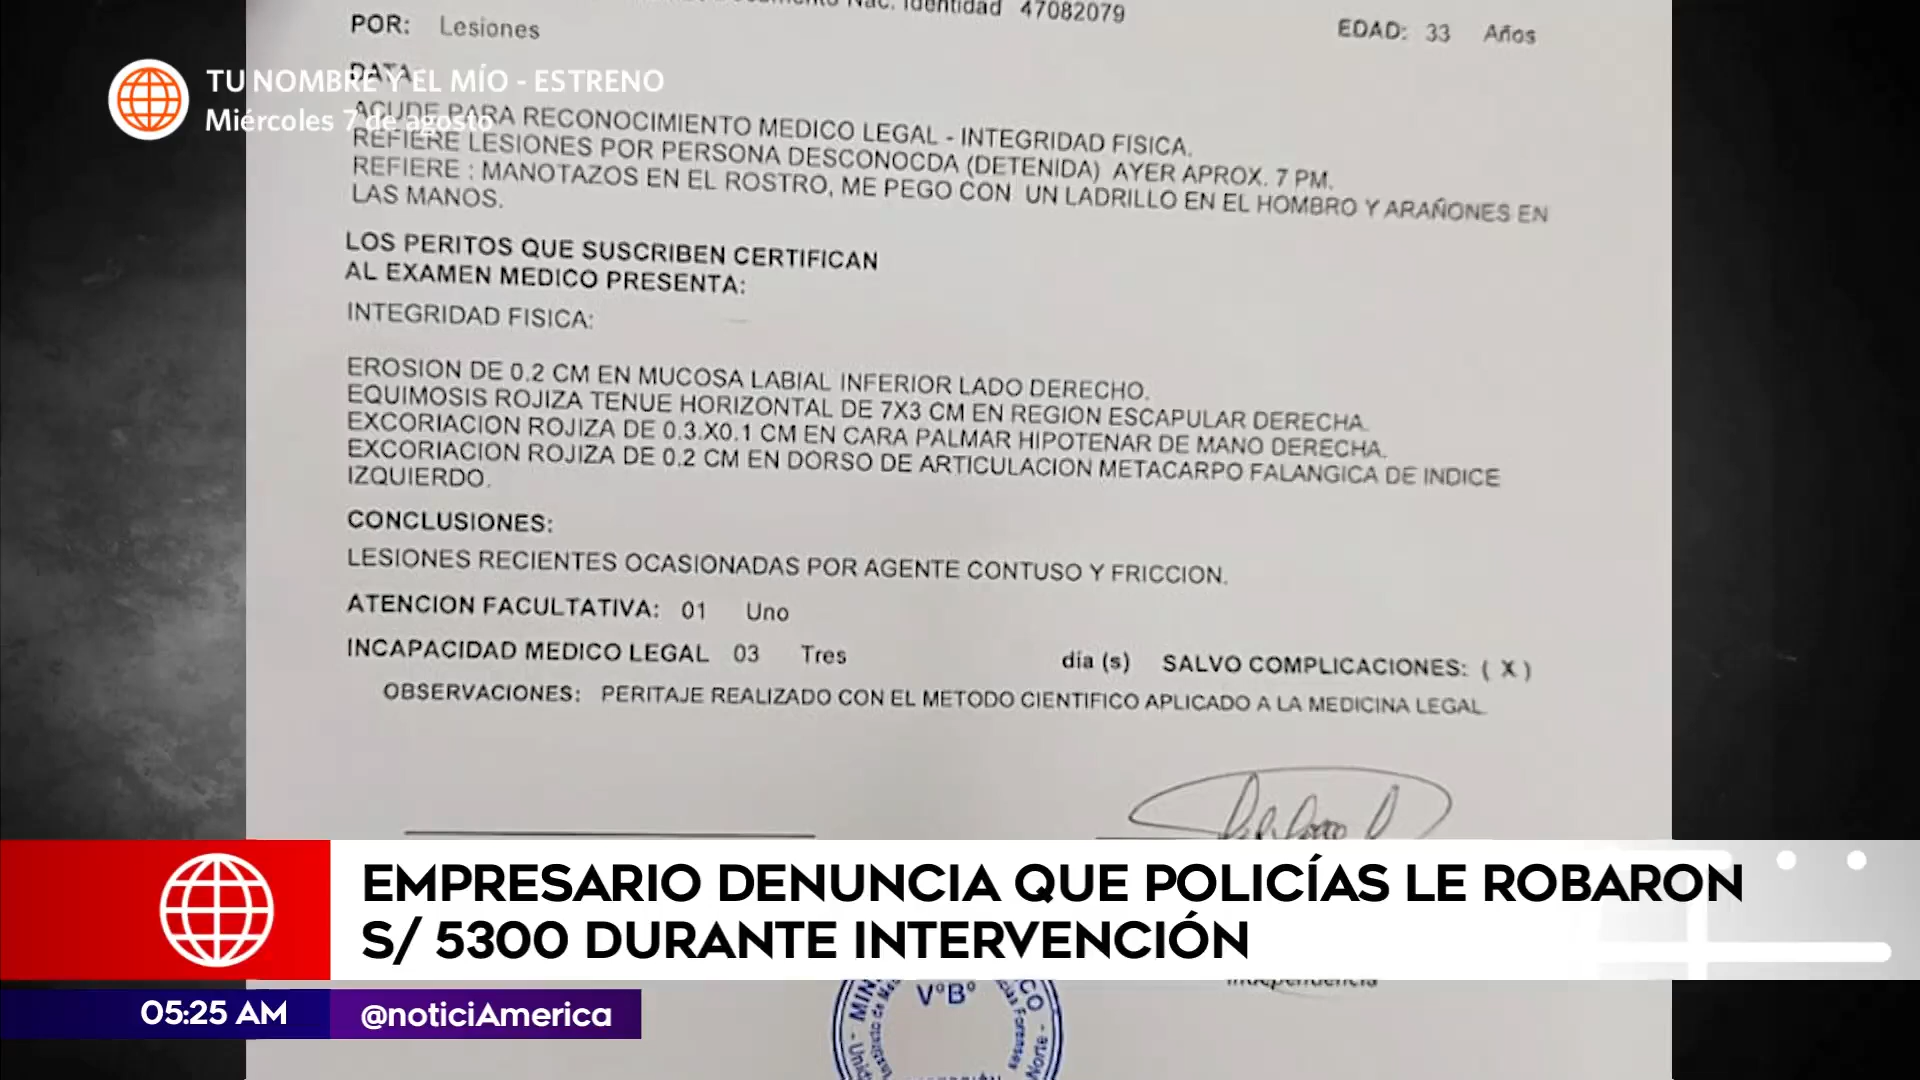 Nac. Identidad 47082079
POR: Lesiones
EDAD: 33 Años
DATA
TU NOMBRE Y EL MÍO - ESTRENO
Miércoles 7 de agosto
ACUDE PARA RECONOCIMIENTO MEDICO LEGAL - INTEGRIDAD FISICA.
REFIERE LESIONES POR PERSONA DESCONOCDA (DETENIDA) AYER APROX. 7 PM.
REFIERE : MANOTAZOS EN EL ROSTRO, ME PEGO CON UN LADRILLO EN EL HOMBRO Y ARAÑONES EN
LAS MANOS.
LOS PERITOS QUE SUSCRIBEN CERTIFICAN
AL EXAMEN MEDICO PRESENTA:
INTEGRIDAD FISICA:
EROSION DE 0.2 CM EN MUCOSA LABIAL INFERIOR LADO DERECHO.
EQUIMOSIS ROJIZA TENUE HORIZONTAL DE 7X3 CM EN REGION ESCAPULAR DERECHA.
EXCORIACION ROJIZA DE 0.3.X0.1 CM EN CARA PALMAR HIPOTENAR DE MANO DERECHA.
EXCORIACION ROJIZA DE 0.2 CM EN DORSO DE ARTICULACION METACARPO FALANGICA DE INDICE
IZQUIERDO.
CONCLUSIONES:
LESIONES RECIENTES OCASIONADAS POR AGENTE CONTUSO Y FRICCION.
ATENCION FACULTATIVA: 01 Uno
INCAPACIDAD MEDICO LEGAL 03 Tres día (s) SALVO COMPLICACIONES: ( X )
OBSERVACIONES: PERITAJE REALIZADO CON EL METODO CIENTIFICO APLICADO A LA MEDICINA LEGAL
EMPRESARIO DENUNCIA QUE POLICÍAS LE ROBARON
S/ 5300 DURANTE INTERVENCIÓN
Independencia
V°B°
Norte -
05:25 AM
@noticiAmerica